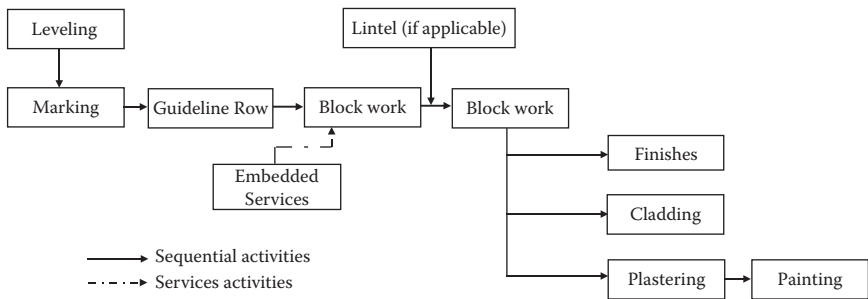 Leveling
Lintel (if applicable)
Marking
Guideline Row
Block work
Block work
Embedded
Services
Finishes
Cladding
Sequential activities
Services activities
Plastering
Painting